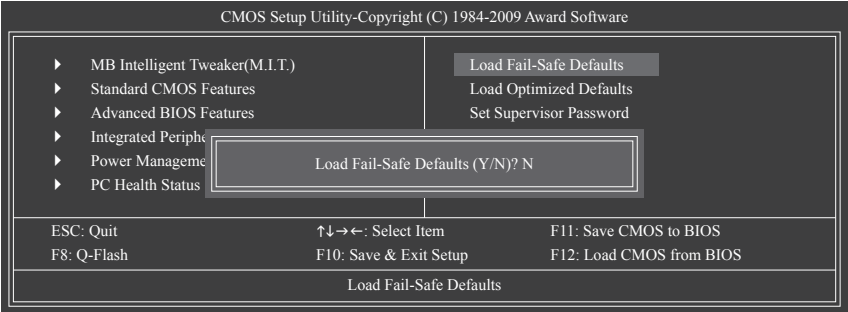 CMOS Setup Utility-Copyright (C) 1984-2009 Award Software
MB Intelligent Tweaker(M.I.T.)
Standard CMOS Features
Advanced BIOS Features
Integrated Periphe
Power Manageme
PC Health Status
Load Fail-Safe Defaults
Load Optimized Defaults
Set Supervisor Password
Load Fail-Safe Defaults (Y/N)? N
ESC: Quit
↑↓→←: Select Item
F11: Save CMOS to BIOS
F8: Q-Flash
F10: Save & Exit Setup
F12: Load CMOS from BIOS
Load Fail-Safe Defaults